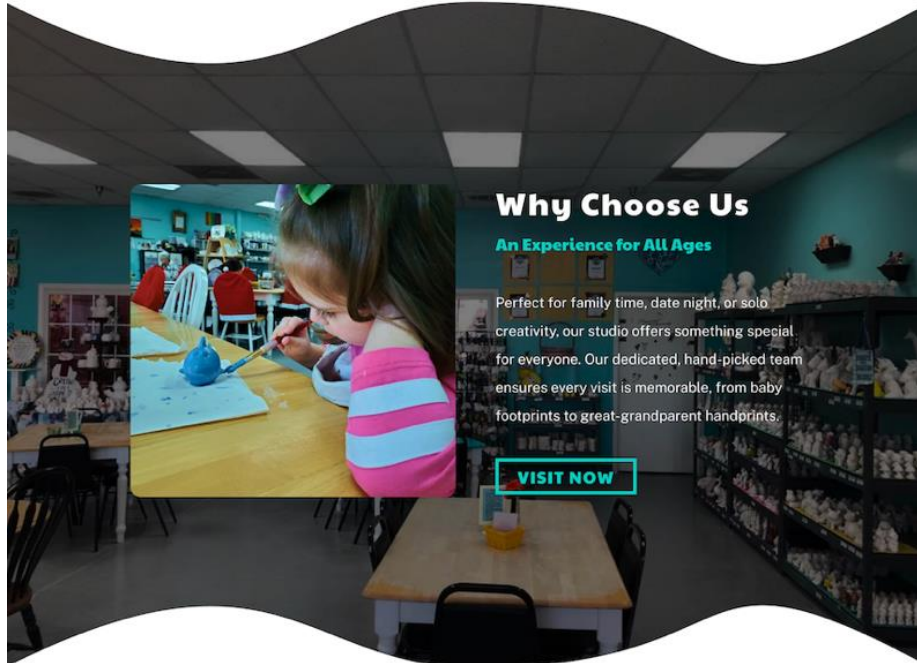 Why Choose Us
An Experience for All Ages
Perfect for family time, date night, or solo
creativity, our studio offers something special
for everyone. Our dedicated, hand-picked team
ensures every visit is memorable, from baby
footprints to great-grandparent handprints.
VISIT NOW